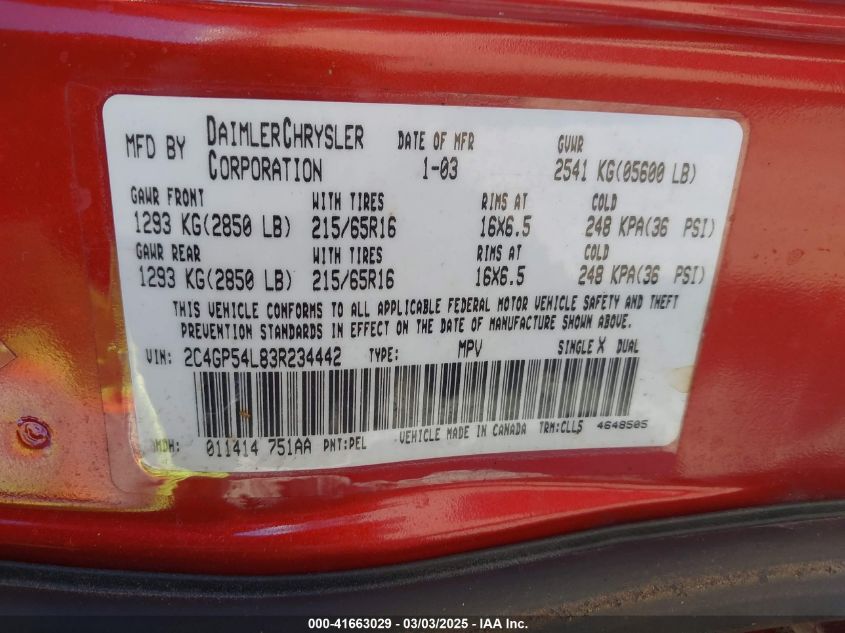 MFD BY DAIMLERCHRYSLER CORPORATION DATE OF MFR 1-03 GVWR 2541 KG(05600 LB)
GAWR FRONT WITH TIRES RIMS AT COLD
1293 KG(2850 LB) 215/65R16 16X6.5 248 KPA(36 PSI)
GAWR REAR WITH TIRES RIMS AT COLD
1293 KG(2850 LB) 215/65R16 16X6.5 248 KPA(36 PSI)
THIS VEHICLE CONFORMS TO ALL APPLICABLE FEDERAL MOTOR VEHICLE SAFETY AND THEFT
PREVENTION STANDARDS IN EFFECT ON THE DATE OF MANUFACTURE SHOWN ABOVE.
VIN: 2C4GP54L83R234442 TYPE: MPV SINGLE X DUAL
MDH: 011414 751AA PNT:PEL VEHICLE MADE IN CANADA TRM:CLL5 4648505
000-41663029 - 03/03/2025 - IAA Inc.